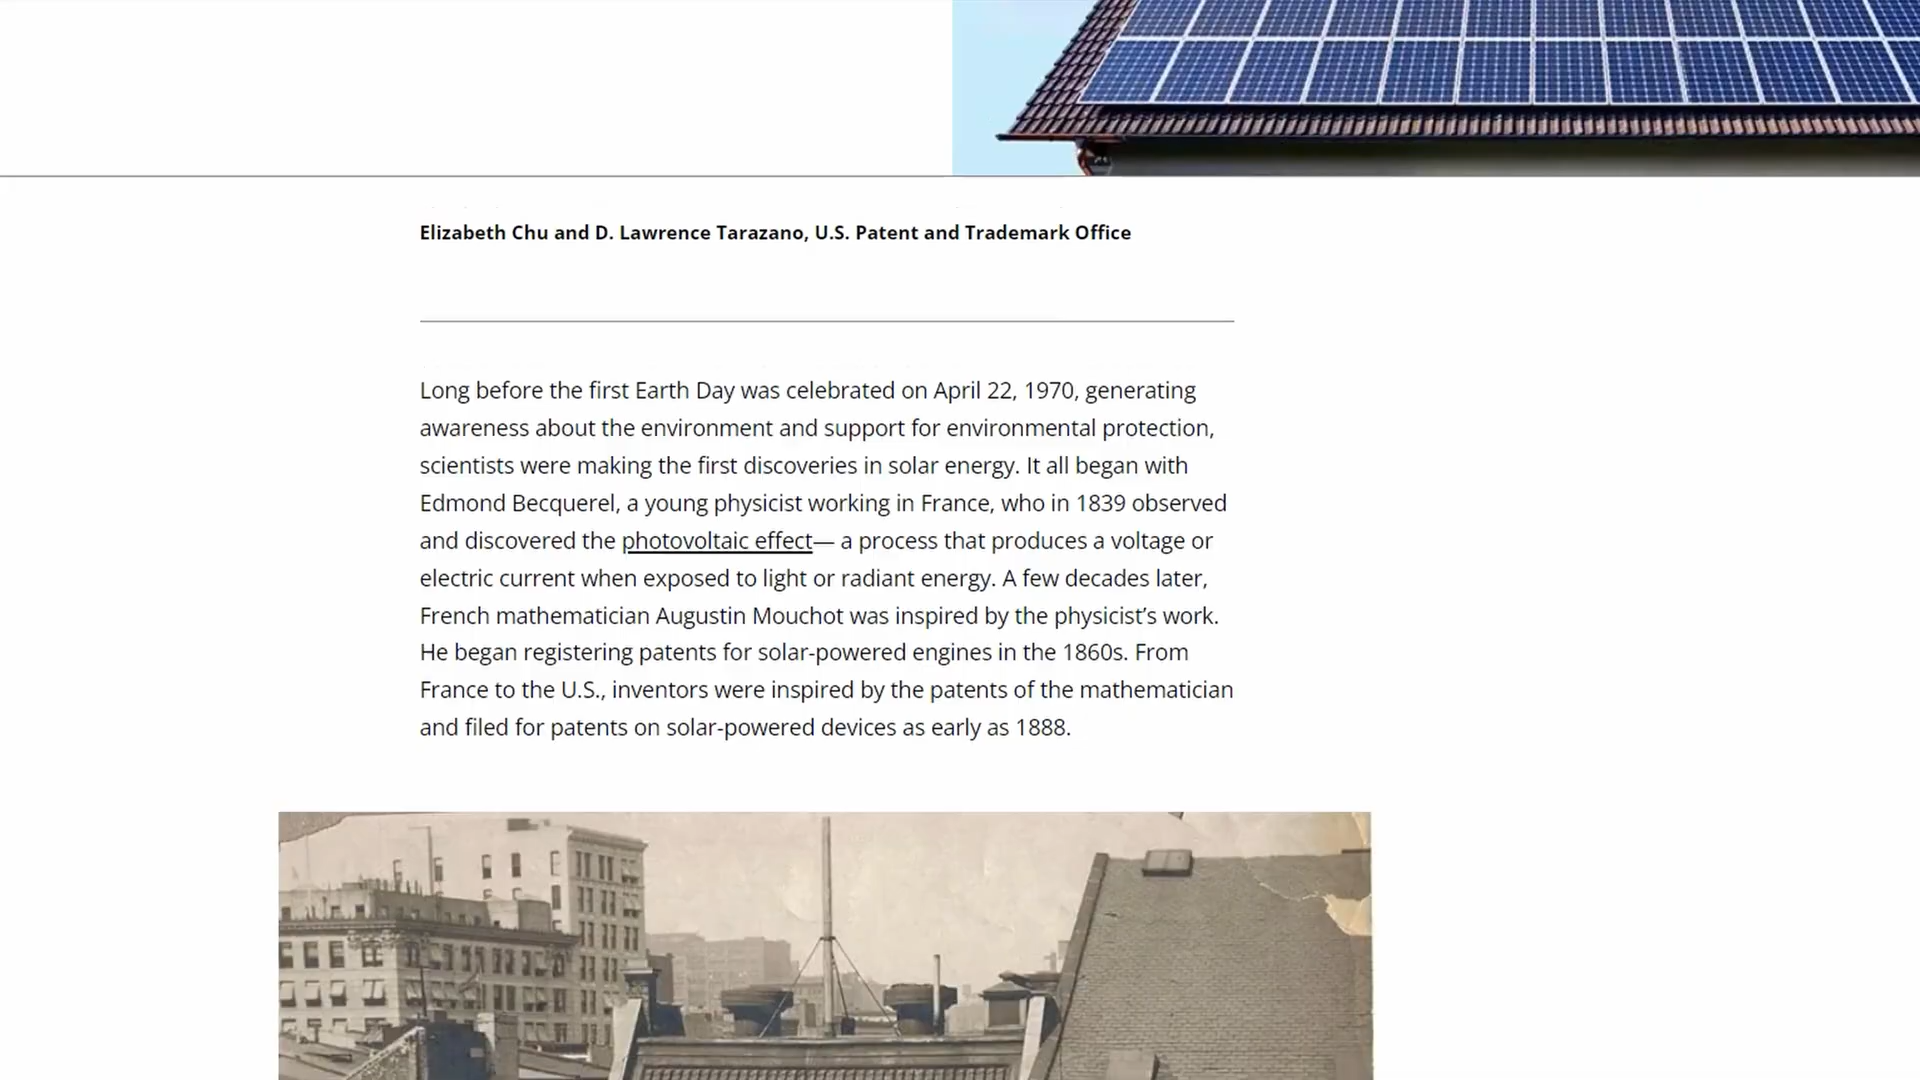 Elizabeth Chu and D. Lawrence Tarazano, U.S. Patent and Trademark Office
Long before the first Earth Day was celebrated on April 22, 1970, generating
awareness about the environment and support for environmental protection,
scientists were making the first discoveries in solar energy. It all began with
Edmond Becquerel, a young physicist working in France, who in 1839 observed
and discovered the photovoltaic effect— a process that produces a voltage or
electric current when exposed to light or radiant energy. A few decades later,
French mathematician Augustin Mouchot was inspired by the physicist’s work.
He began registering patents for solar-powered engines in the 1860s. From
France to the U.S., inventors were inspired by the patents of the mathematician
and filed for patents on solar-powered devices as early as 1888.